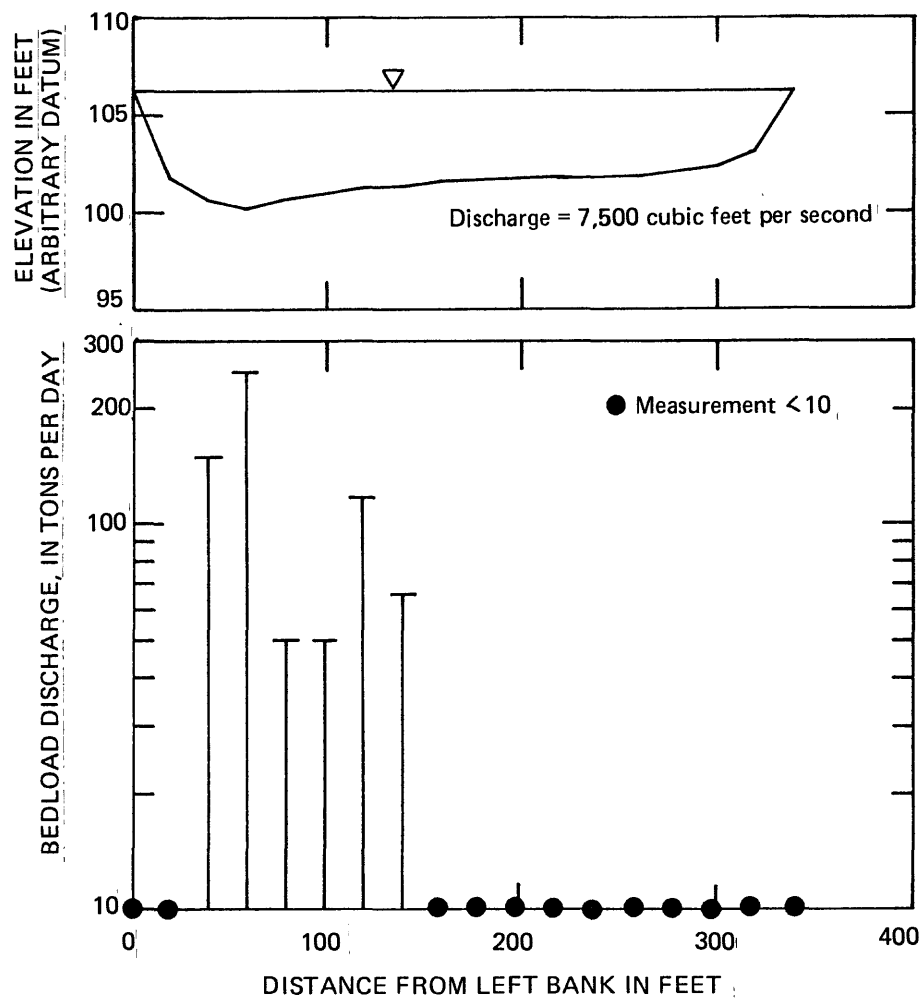 ELEVATION IN FEET
(ARBITRARY DATUM)
110
105
100
95
Discharge = 7,500 cubic feet per second
BEDLOAD DISCHARGE, IN TONS PER DAY
300
200
100
10
Measurement <10
0
100
200
300
400
DISTANCE FROM LEFT BANK IN FEET